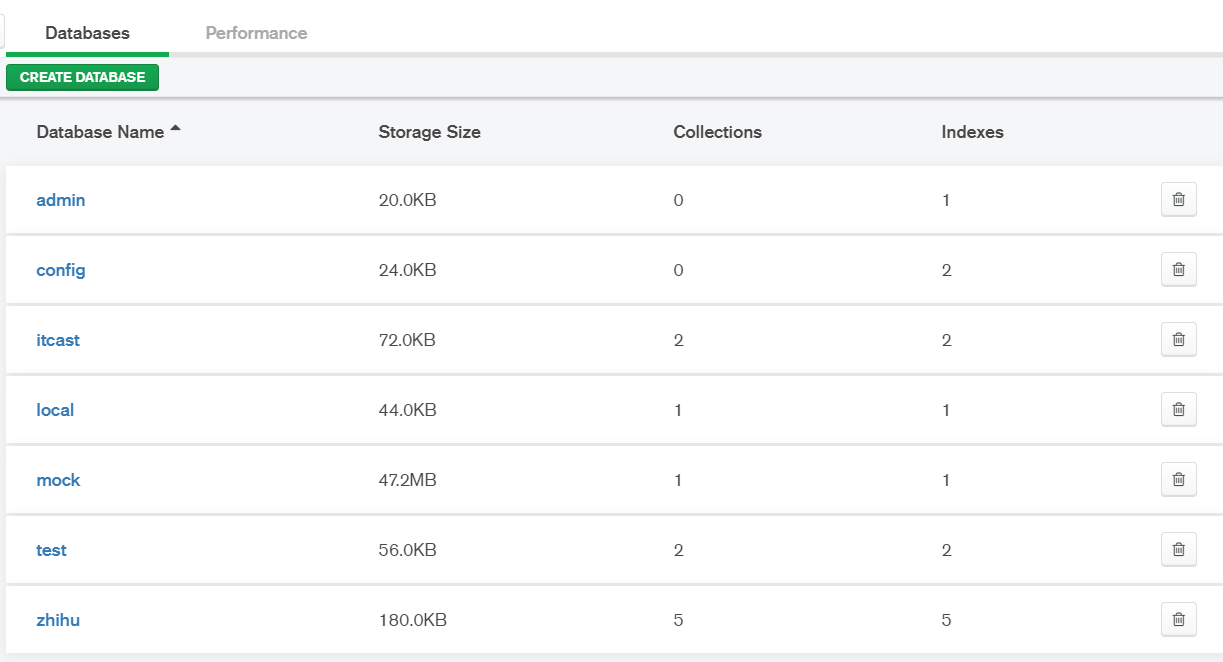 Databases Performance
CREATE DATABASE
Database Name Storage Size Collections Indexes
admin 20.0KB 0 1
config 24.0KB 0 2
itcast 72.0KB 2 2
local 44.0KB 1 1
mock 47.2MB 1 1
test 56.0KB 2 2
zhihu 180.0KB 5 5